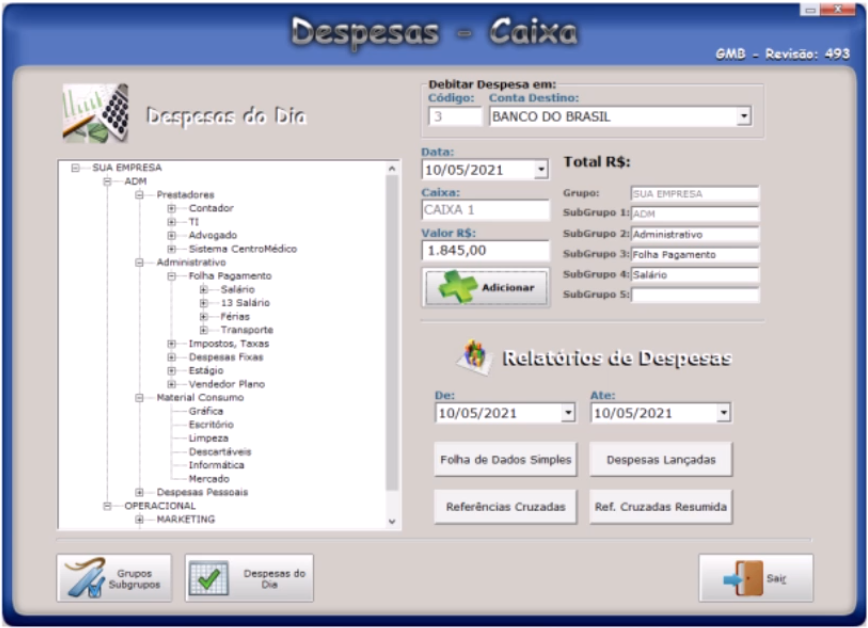 Despesas - Caixa
GMB - Revisão: 493
Despesas do Dia
SUA EMPRESA
ADM
Prestadores
Contador
TI
Advogado
Sistema CentroMédico
Administrativo
Folha Pagamento
Salário
13 Salário
Férias
Transporte
Impostos, Taxas
Despesas Fixas
Estágio
Vendedor Plano
Material Consumo
Gráfica
Escritório
Limpeza
Descartáveis
Informática
Mercado
Despesas Pessoais
OPERACIONAL
MARKETING
Debitar Despesa em:
Código: Conta Destino:
3 BANCO DO BRASIL
Data:
10/05/2021
Caixa:
CAIXA 1
Valor R$:
1.845,00
Adicionar
Total R$:
Grupo: SUA EMPRESA
SubGrupo 1: ADM
SubGrupo 2: Administrativo
SubGrupo 3: Folha Pagamento
SubGrupo 4: Salário
SubGrupo 5:
Relatórios de Despesas
De: Ate:
10/05/2021 10/05/2021
Folha de Dados Simples Despesas Lançadas
Referências Cruzadas Ref. Cruzadas Resumida
Grupos
Subgrupos
Despesas do
Dia
Sair